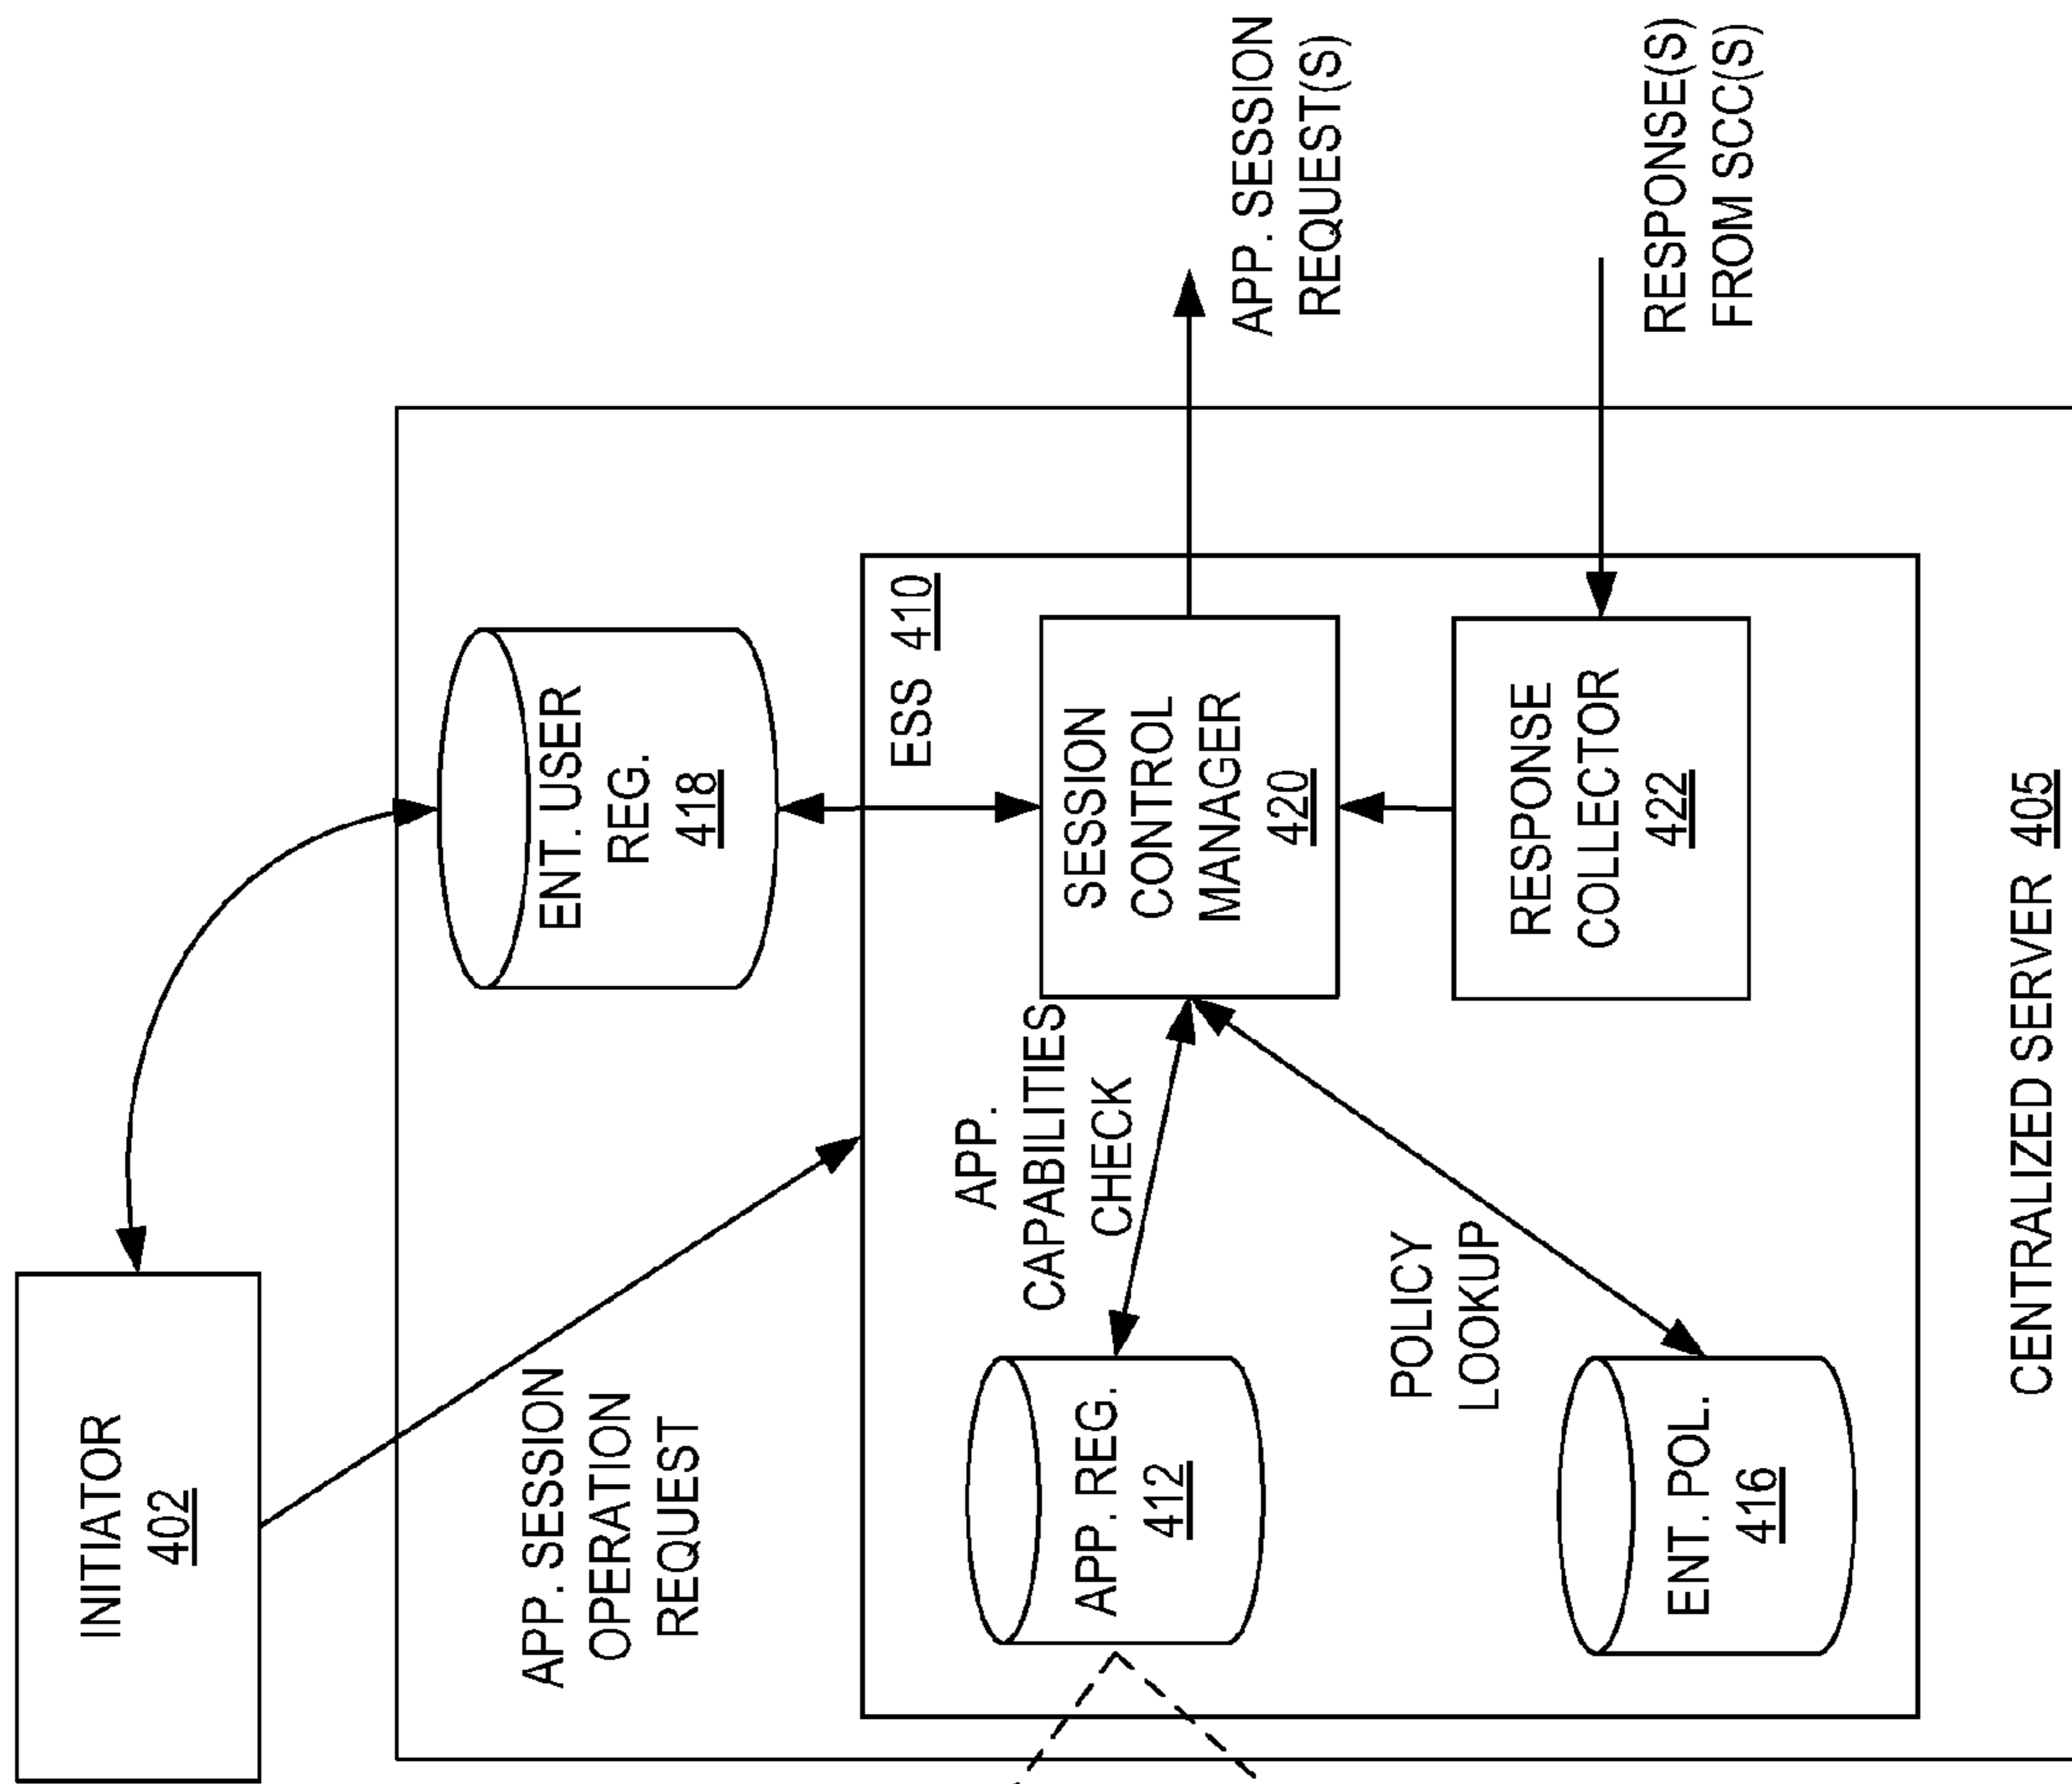 INITIATOR
402
APP. SESSION
OPERATION
REQUEST
ENT. USER
REG.
418
ESS 410
APP.
CAPABILITIES
CHECK
APP. REG.
412
SESSION
CONTROL
MANAGER
420
APP. SESSION
REQUEST(S)
POLICY
LOOKUP
ENT. POL.
416
RESPONSE
COLLECTOR
422
RESPONSE(S)
FROM SCC(S)
CENTRALIZED SERVER 405